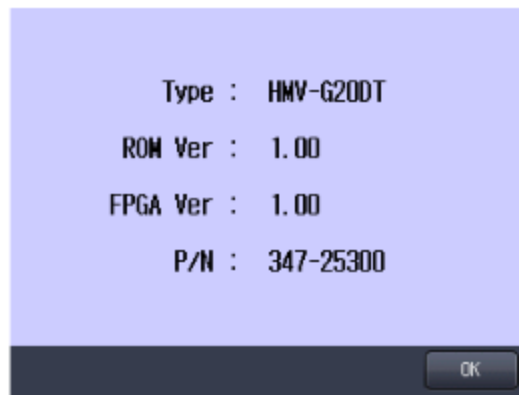 Type : HMV-G20DT
ROM Ver : 1.00
FPGA Ver : 1.00
P/N : 347-25300
OK